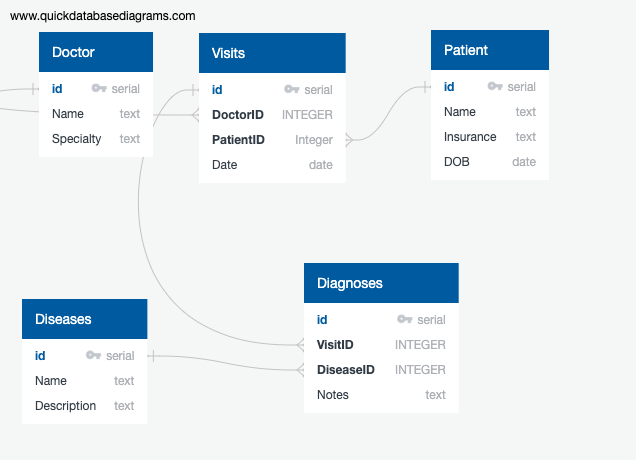 www.quickdatabasediagrams.com
Doctor
id serial
Name text
Specialty text
Visits
id serial
DoctorID INTEGER
PatientID Integer
Date date
Patient
id serial
Name text
Insurance text
DOB date
Diseases
id serial
Name text
Description text
Diagnoses
id serial
VisitID INTEGER
DiseaseID INTEGER
Notes text